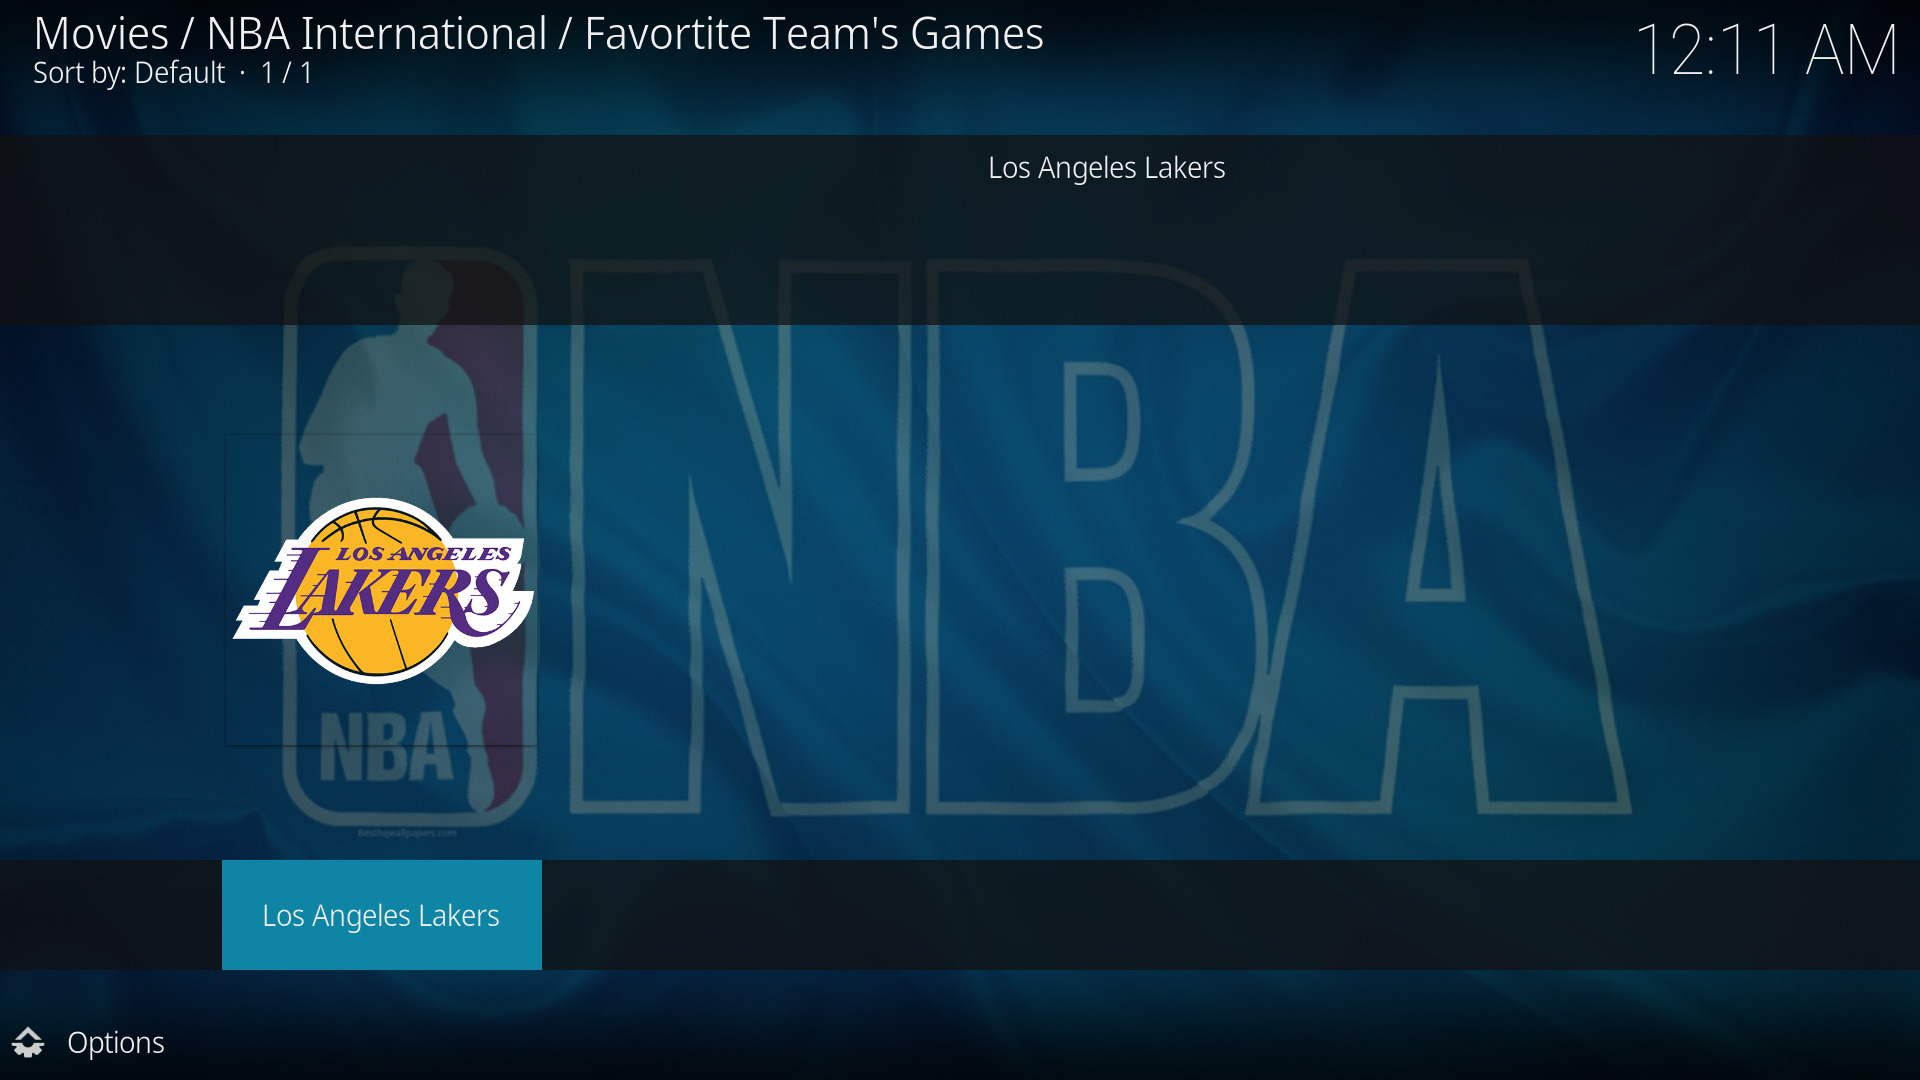 Movies / NBA International / Favortite Team's Games
Sort by: Default · 1 / 1
12:11 AM
Los Angeles Lakers
NBA
LOS ANGELES
LAKERS
NBA
Besthqwallpapers.com
Los Angeles Lakers
Options